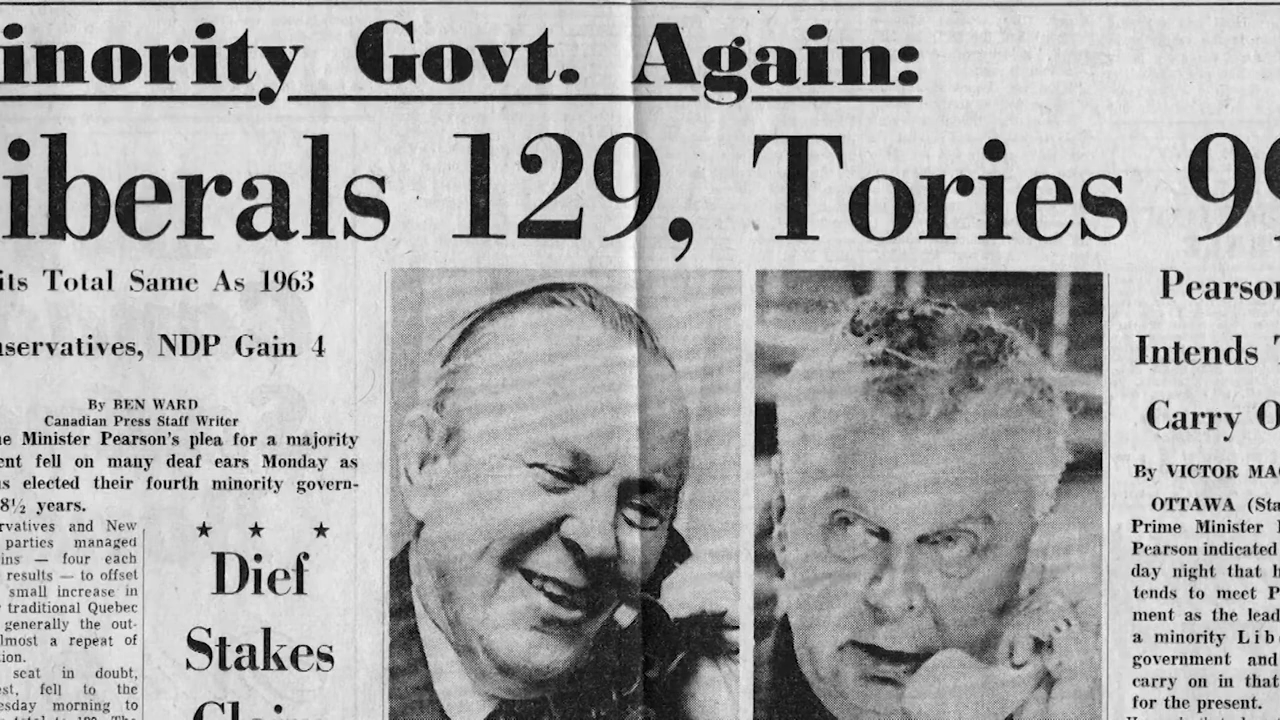 inority Govt. Again:
iberals 129, Tories 99
its Total Same As 1963
nservatives, NDP Gain 4
By BEN WARD
Canadian Press Staff Writer
e Minister Pearson's plea for a majority
ent fell on many deaf ears Monday as
s elected their fourth minority govern-
8½ years.
rvatives and New
parties managed
ins — four each
results — to offset
small increase in
traditional Quebec
generally the out-
lmost a repeat of
ion.
seat in doubt,
est, fell to the
esday morning to
★ ★ ★
Dief
Stakes
Claim
Pearson
Intends T
Carry O
By VICTOR MA
OTTAWA (Sta
Prime Minister
Pearson indicated
day night that h
tends to meet P
ment as the lead
a minority Lib
government and
carry on in that
for the present.